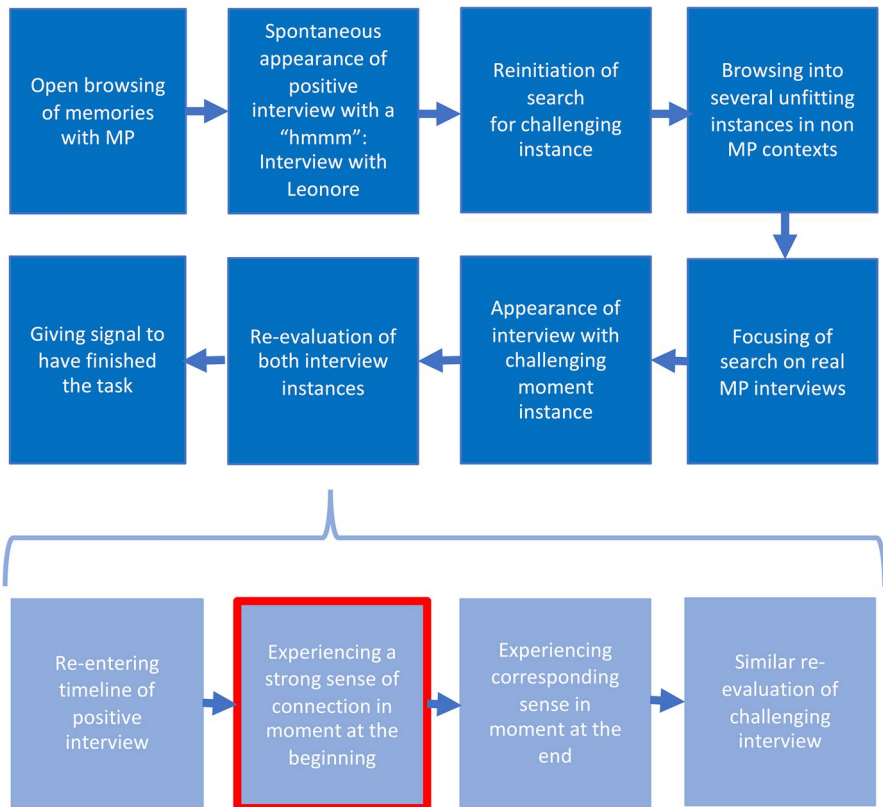 Open browsing
of memories
with MP
Spontaneous
appearance of
positive
interview with a
“hmmm”:
Interview with
Leonore
Reinitiation of
search
for challenging
instance
Browsing into
several unfitting
instances in non
MP contexts
Giving signal to
have finished
the task
Re-evaluation of
both interview
instances
Appearance of
interview with
challenging
moment
instance
Focusing of
search on real
MP interviews
Re-entering
timeline of
positive
interview
Experiencing a
strong sense of
connection in
moment at the
beginning
Experiencing
corresponding
sense in
moment at the
end
Similar re-
evaluation of
challenging
interview